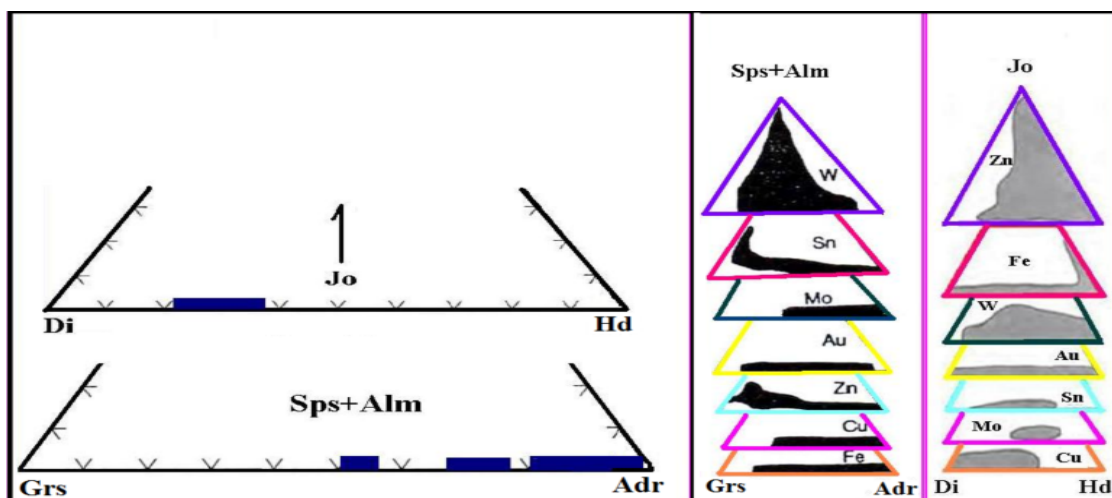 Jo
Di
Hd
Sps+Alm
Grs
Adr
Sps+Alm
W
Sn
Mo
Au
Zn
Cu
Fe
Grs
Adr
Jo
Zn
Fe
W
Au
Sn
Mo
Cu
Di
Hd